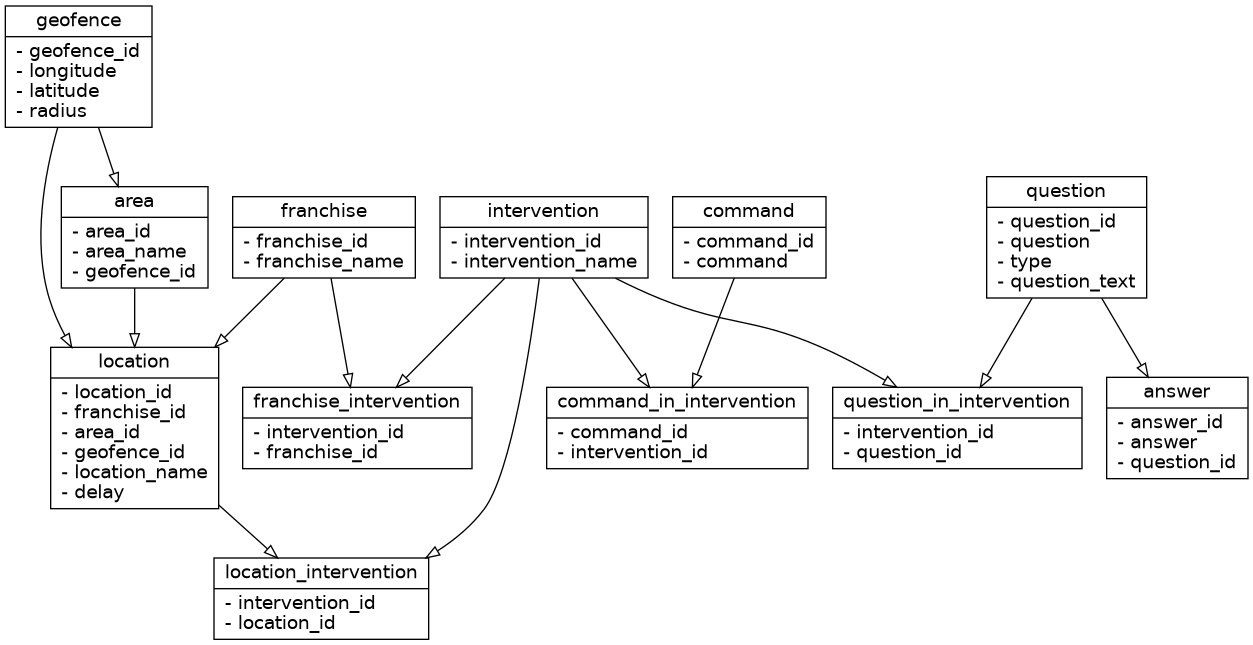 geofence
- geofence_id
- longitude
- latitude
- radius
area
- area_id
- area_name
- geofence_id
franchise
- franchise_id
- franchise_name
intervention
- intervention_id
- intervention_name
command
- command_id
- command
question
- question_id
- question
- type
- question_text
location
- location_id
- franchise_id
- area_id
- geofence_id
- location_name
- delay
franchise_intervention
- intervention_id
- franchise_id
command_in_intervention
- command_id
- intervention_id
question_in_intervention
- intervention_id
- question_id
answer
- answer_id
- answer
- question_id
location_intervention
- intervention_id
- location_id